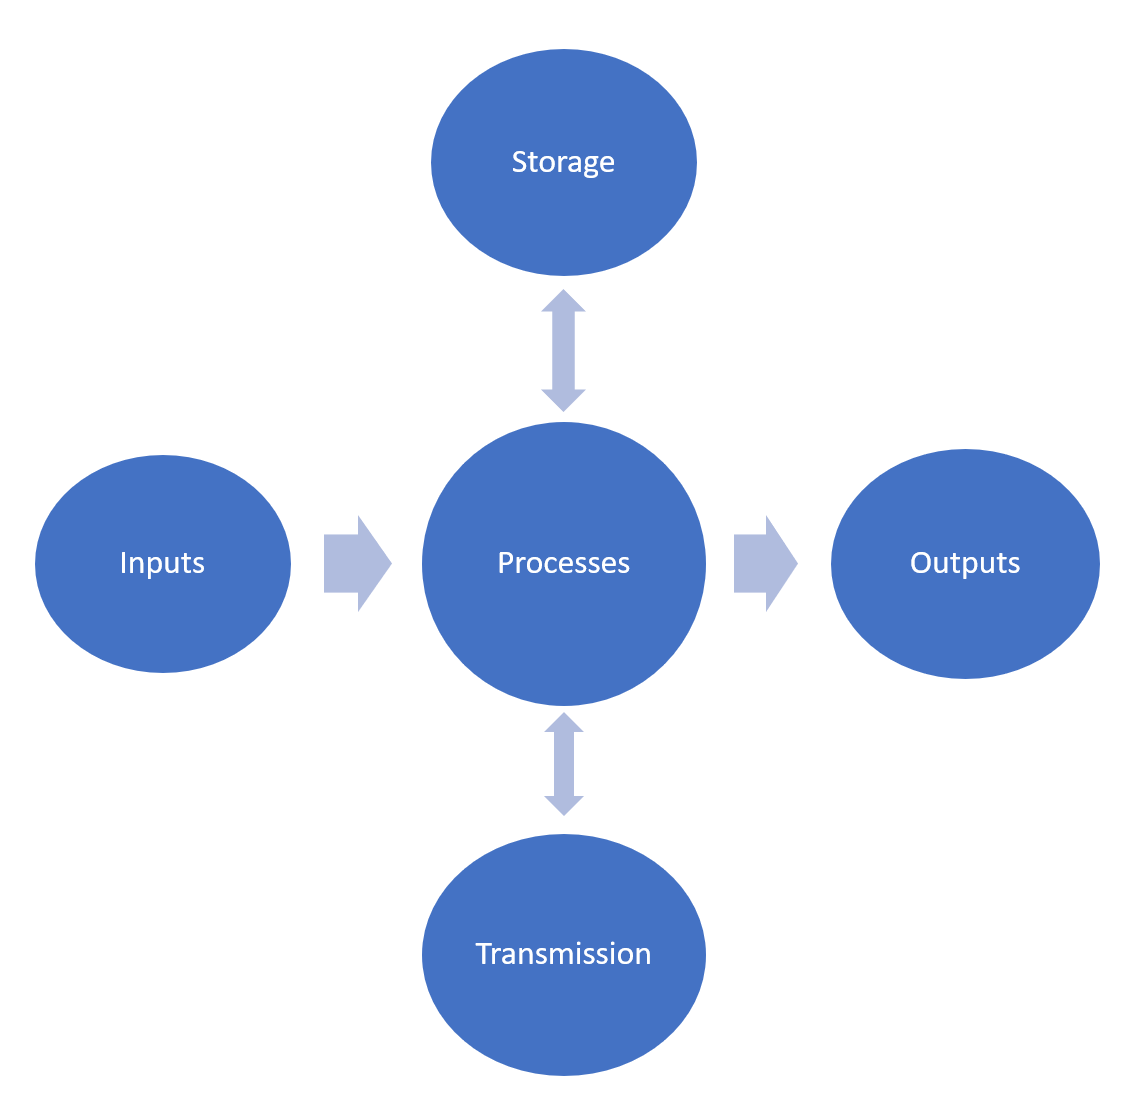 Storage
Inputs
Processes
Outputs
Transmission